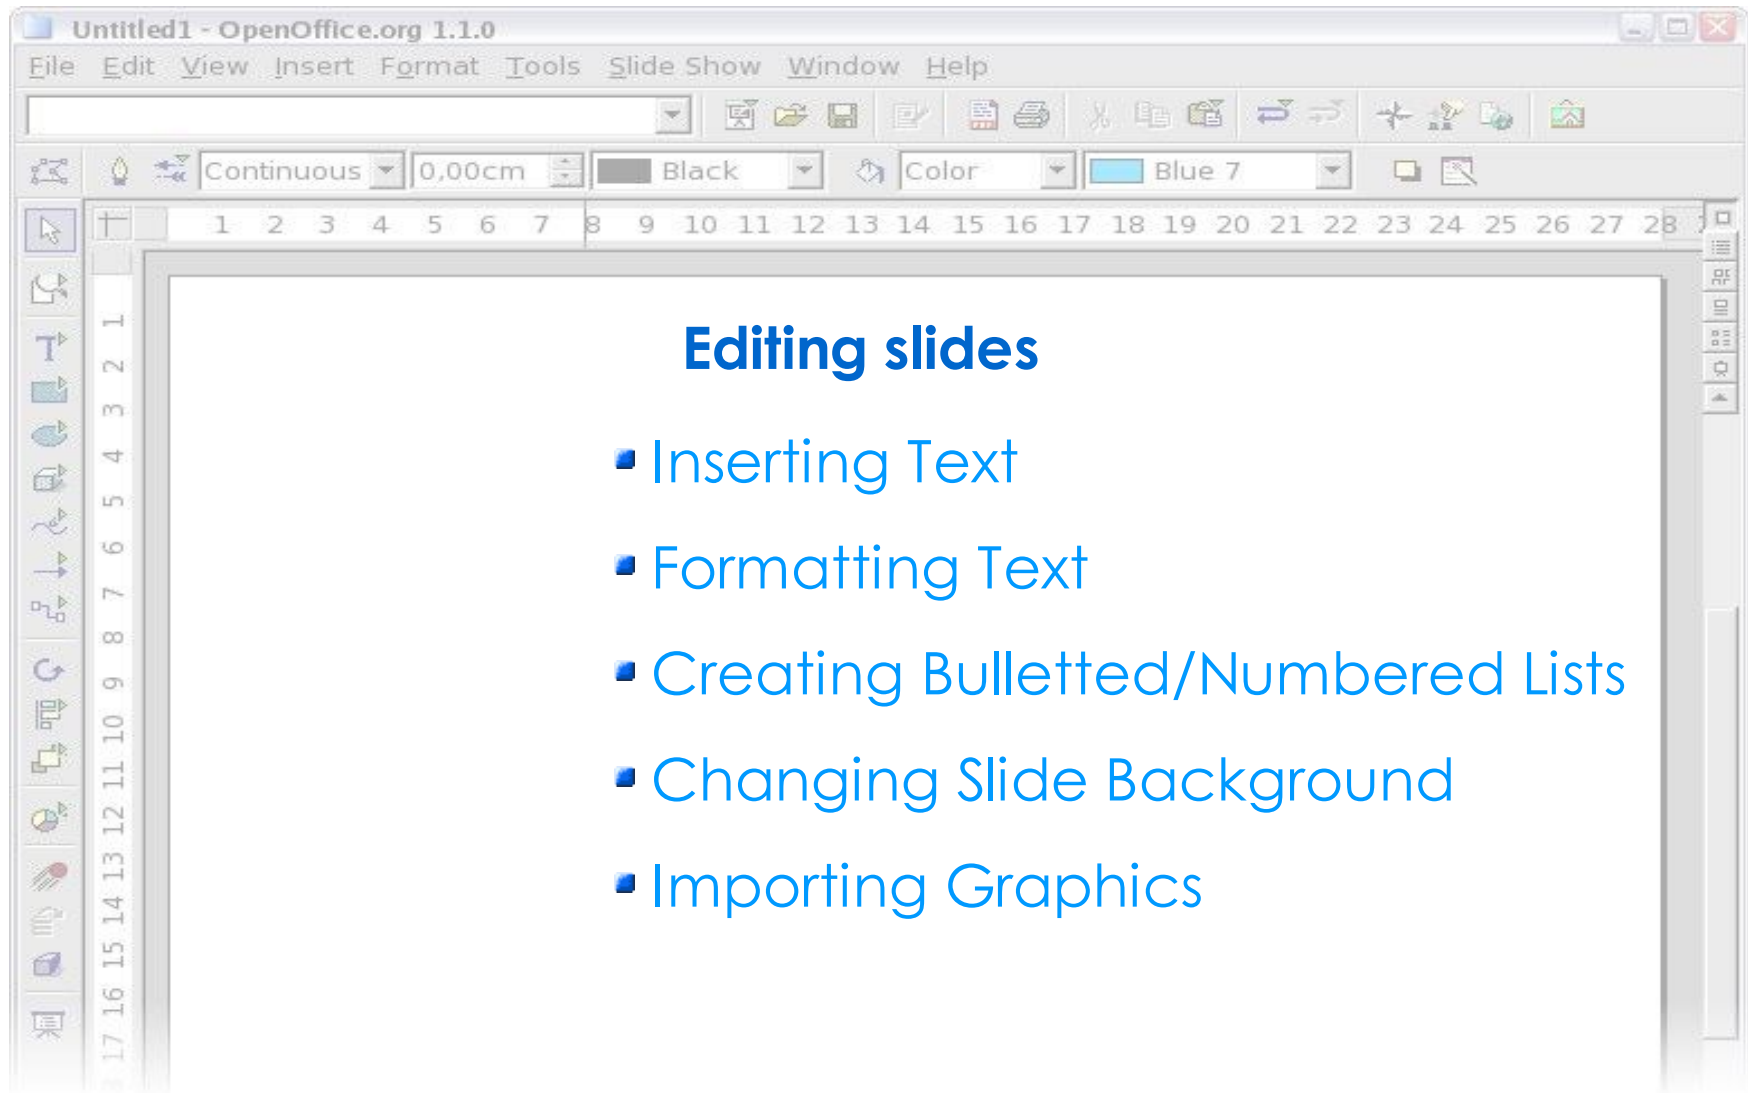 Untitled1 - OpenOffice.org 1.1.0
File Edit View Insert Format Tools Slide Show Window Help
Continuous 0,00cm Black Color Blue 7
1 2 3 4 5 6 7 8 9 10 11 12 13 14 15 16 17 18 19 20 21 22 23 24 25 26 27 28
1
2
3
4
5
6
7
8
9
10
11
12
13
14
15
16
17
Editing slides
Inserting Text
Formatting Text
Creating Bulletted/Numbered Lists
Changing Slide Background
Importing Graphics